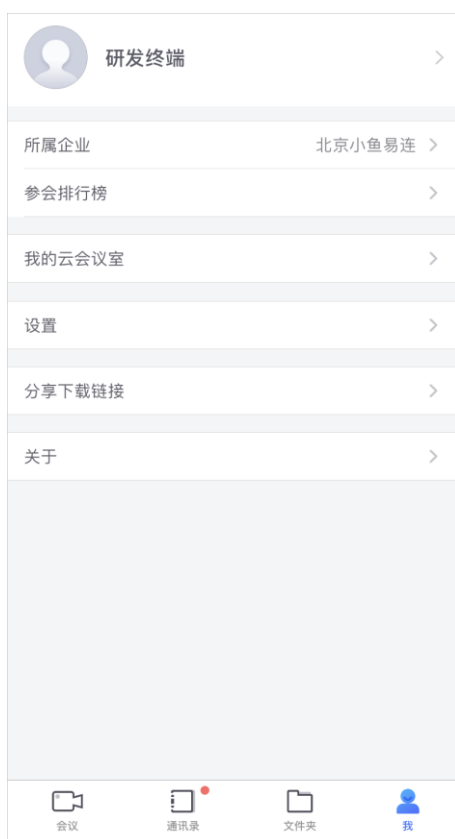 研发终端
所属企业 北京小鱼易连
参会排行榜
我的云会议室
设置
分享下载链接
关于
会议 通讯录 文件夹 我